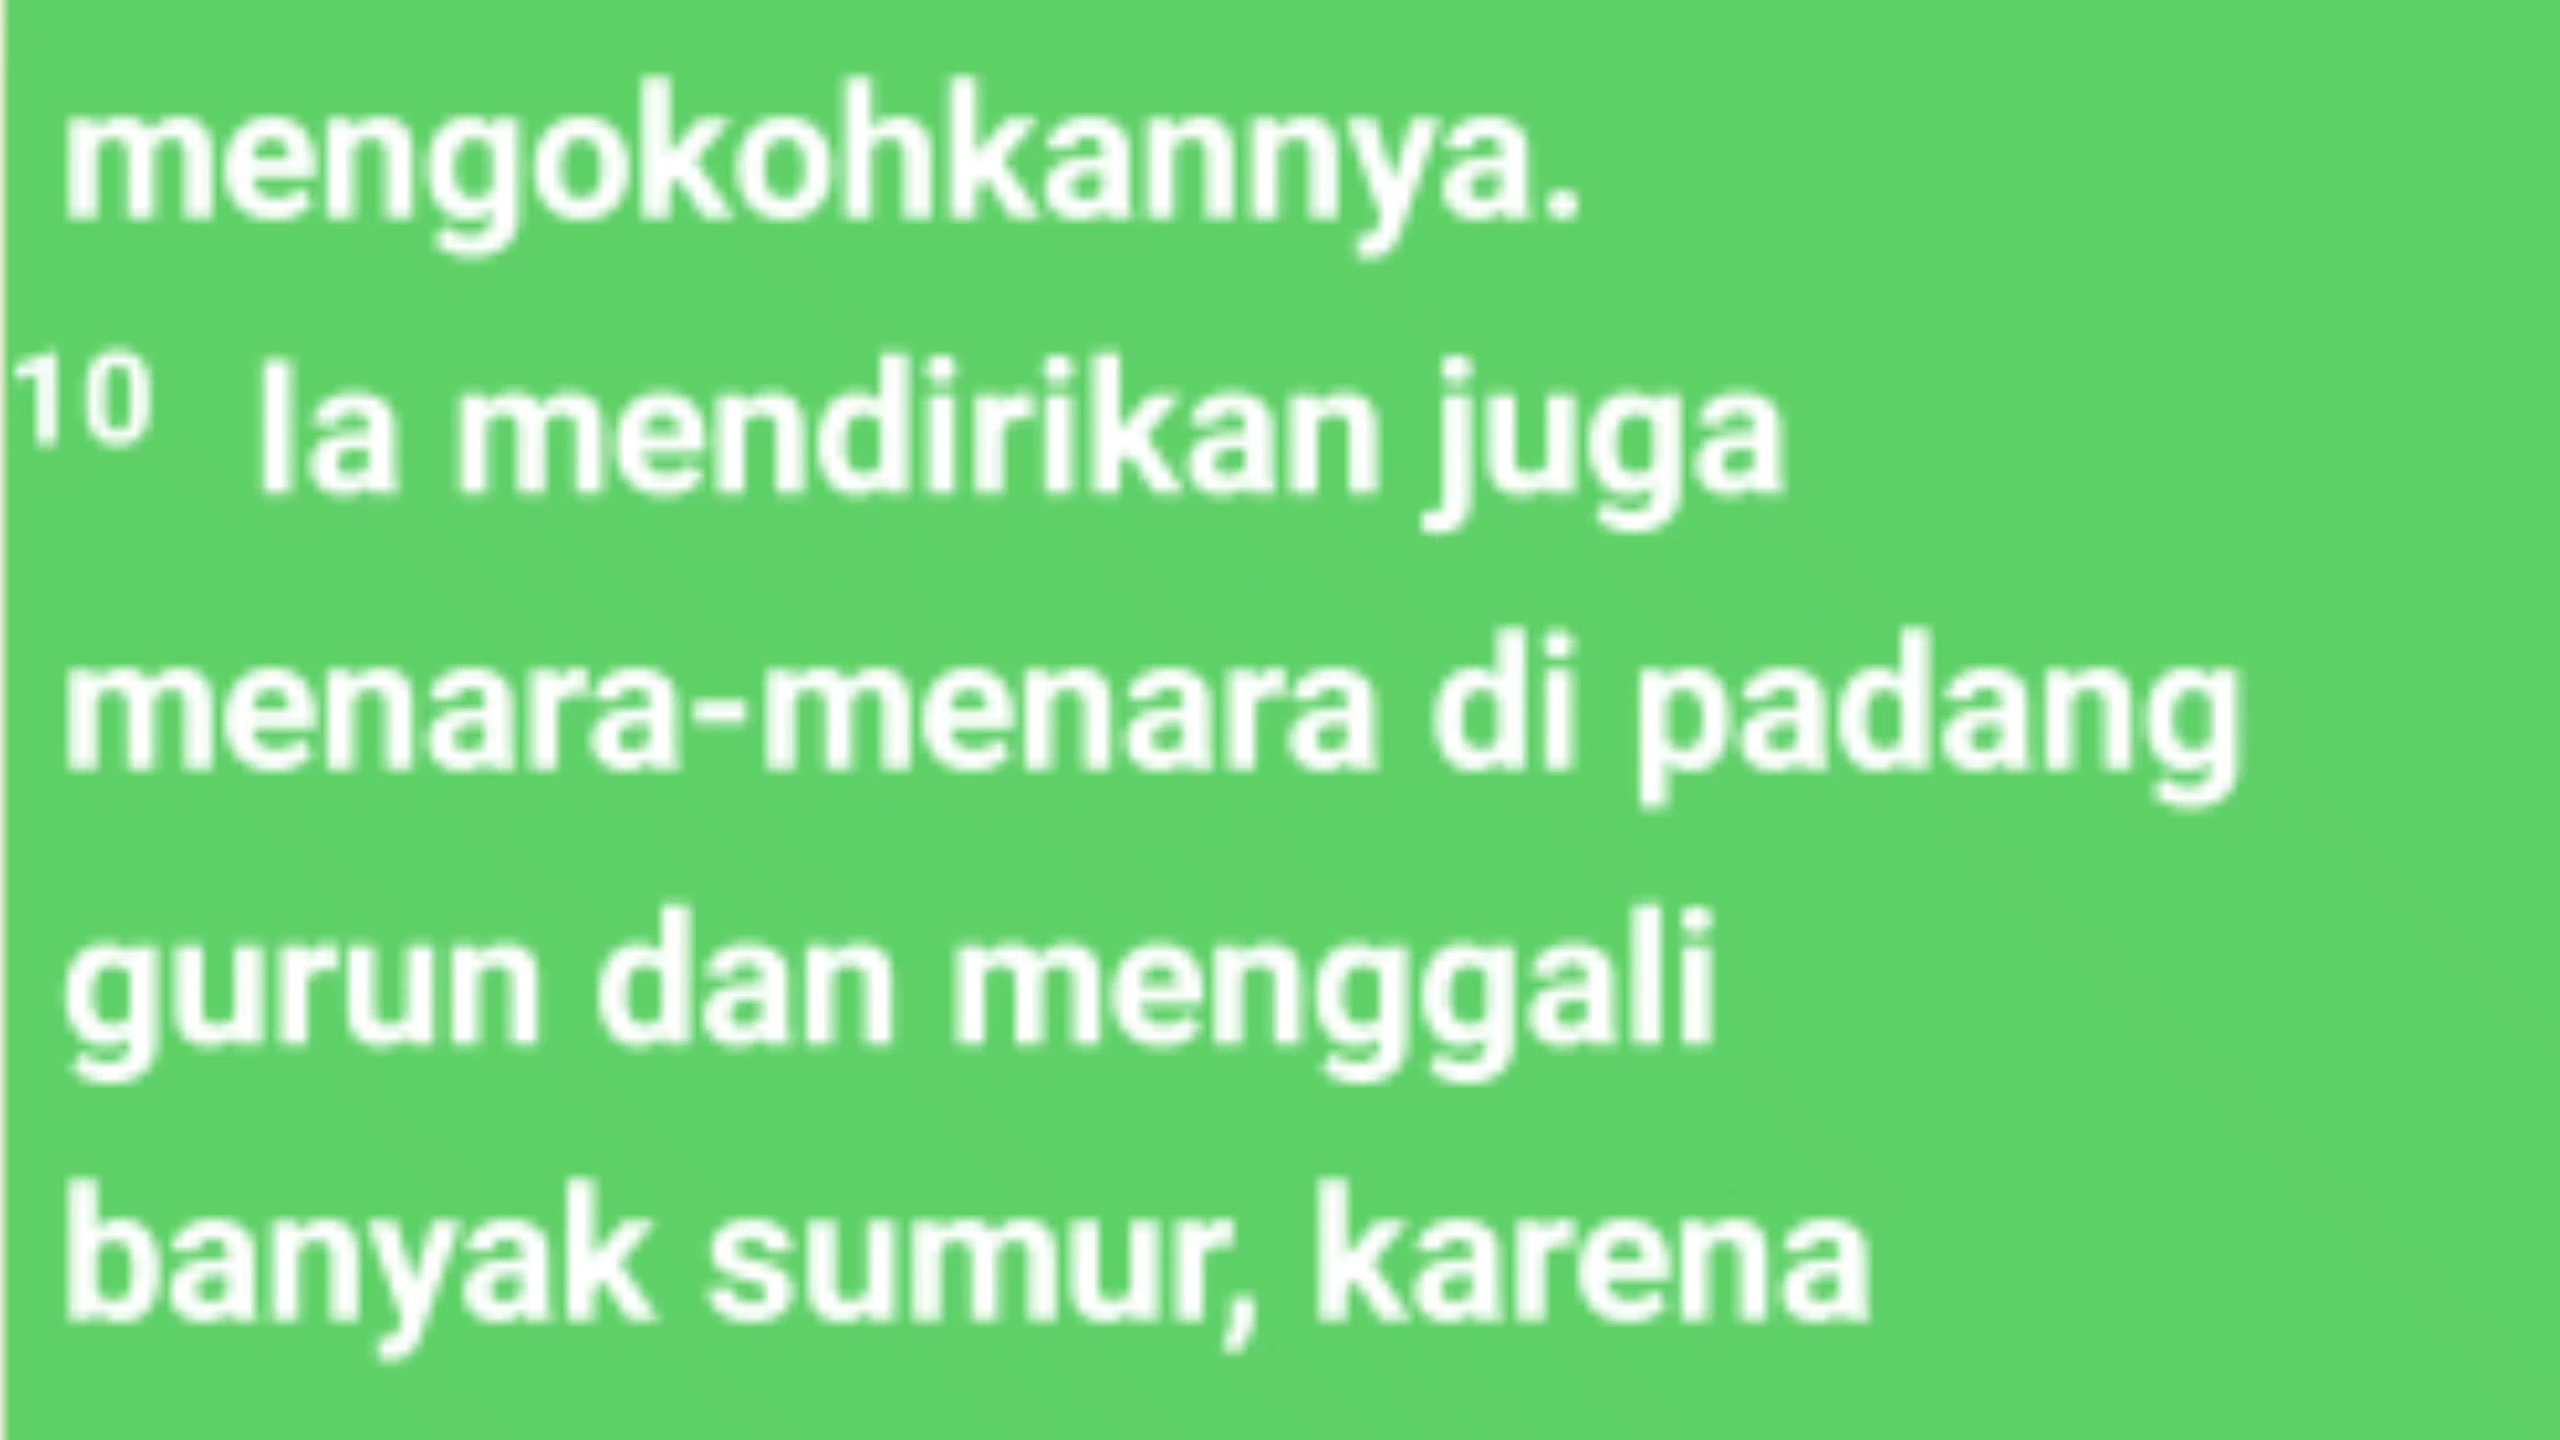 mengokohkannya.
10 Ia mendirikan juga
menara-menara di padang
gurun dan menggali
banyak sumur, karena